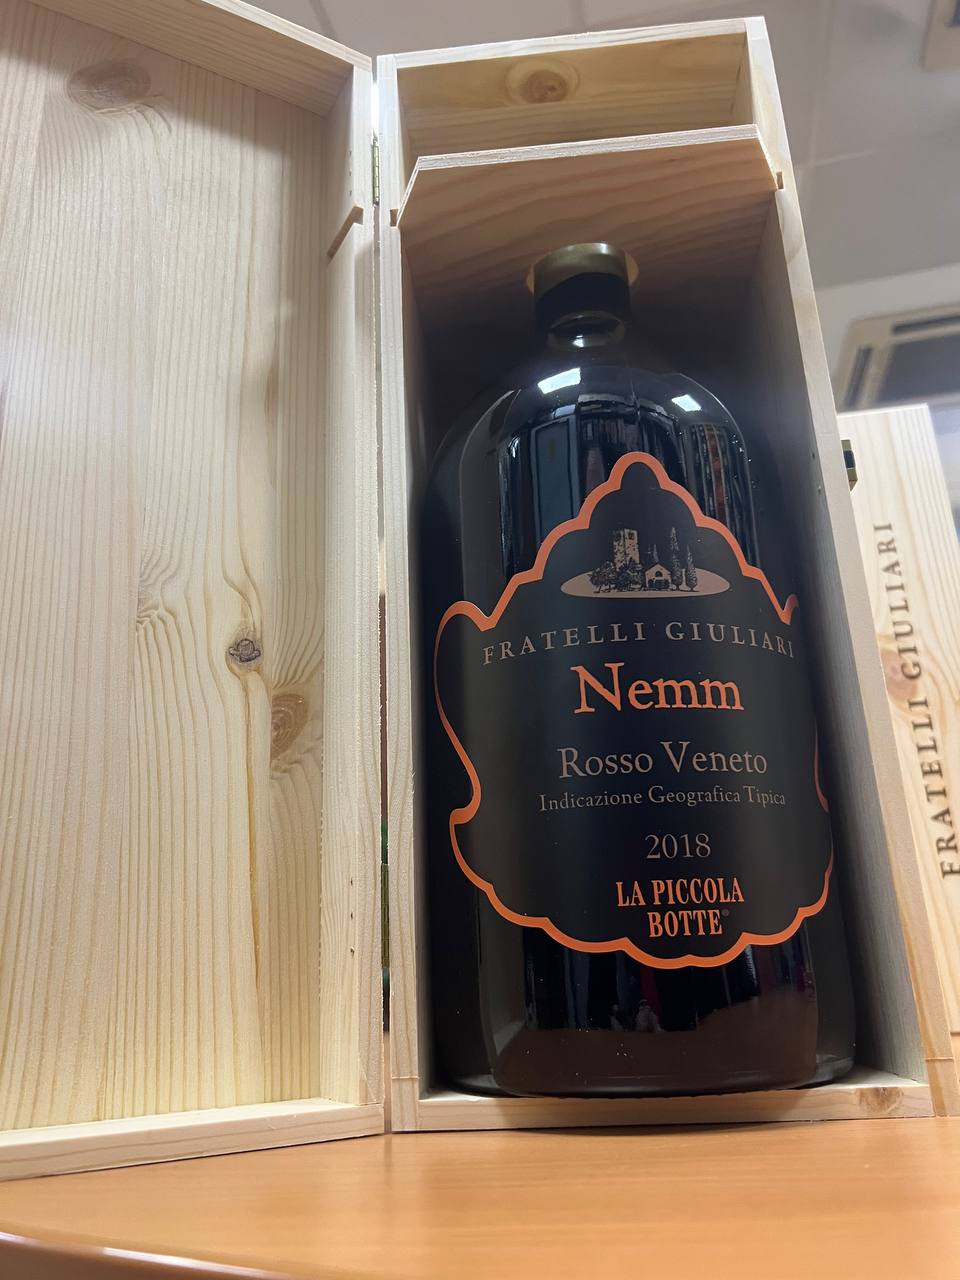 FRATELLI GIULIARI
Nemm
Rosso Veneto
Indicazione Geografica Tipica
2018
LA PICCOLA
BOTTE®
FRATELLI GIULIARI